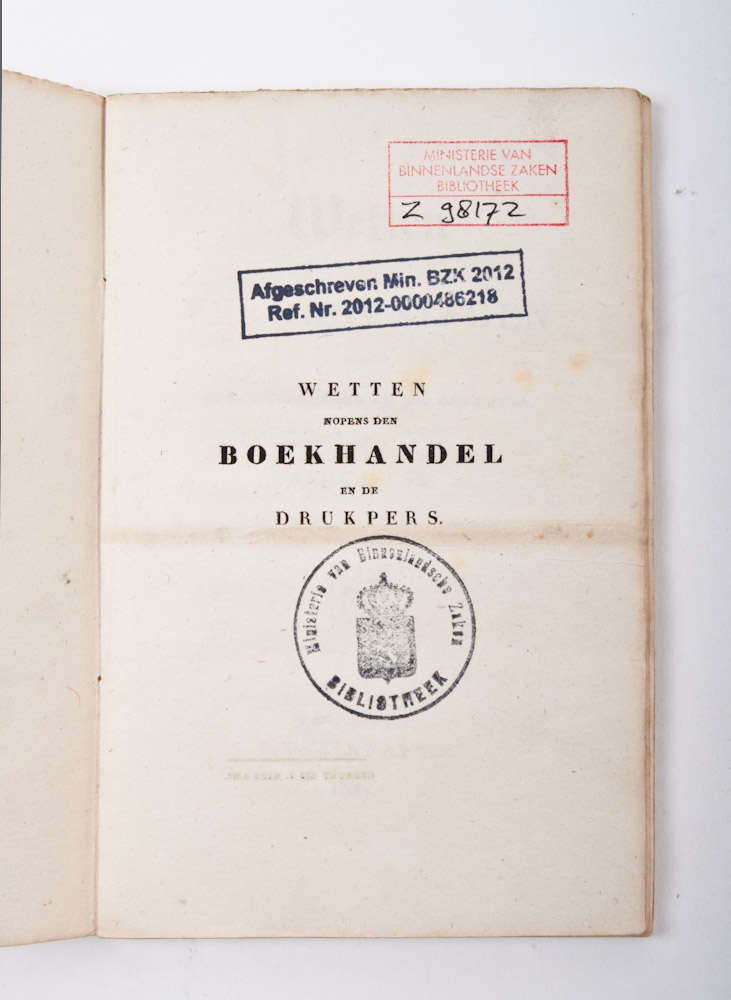 MINISTERIE VAN
BINNENLANDSE ZAKEN
BIBLIOTHEEK
Z 98172
Afgeschreven Min. BZK 2012
Ref. Nr. 2012-0000486218
WETTEN
NOPENS DEN
BOEKHANDEL
EN DE
DRUKPERS.
Ministerie van Binnenlandsche Zaken
BIBLIOTHEEK